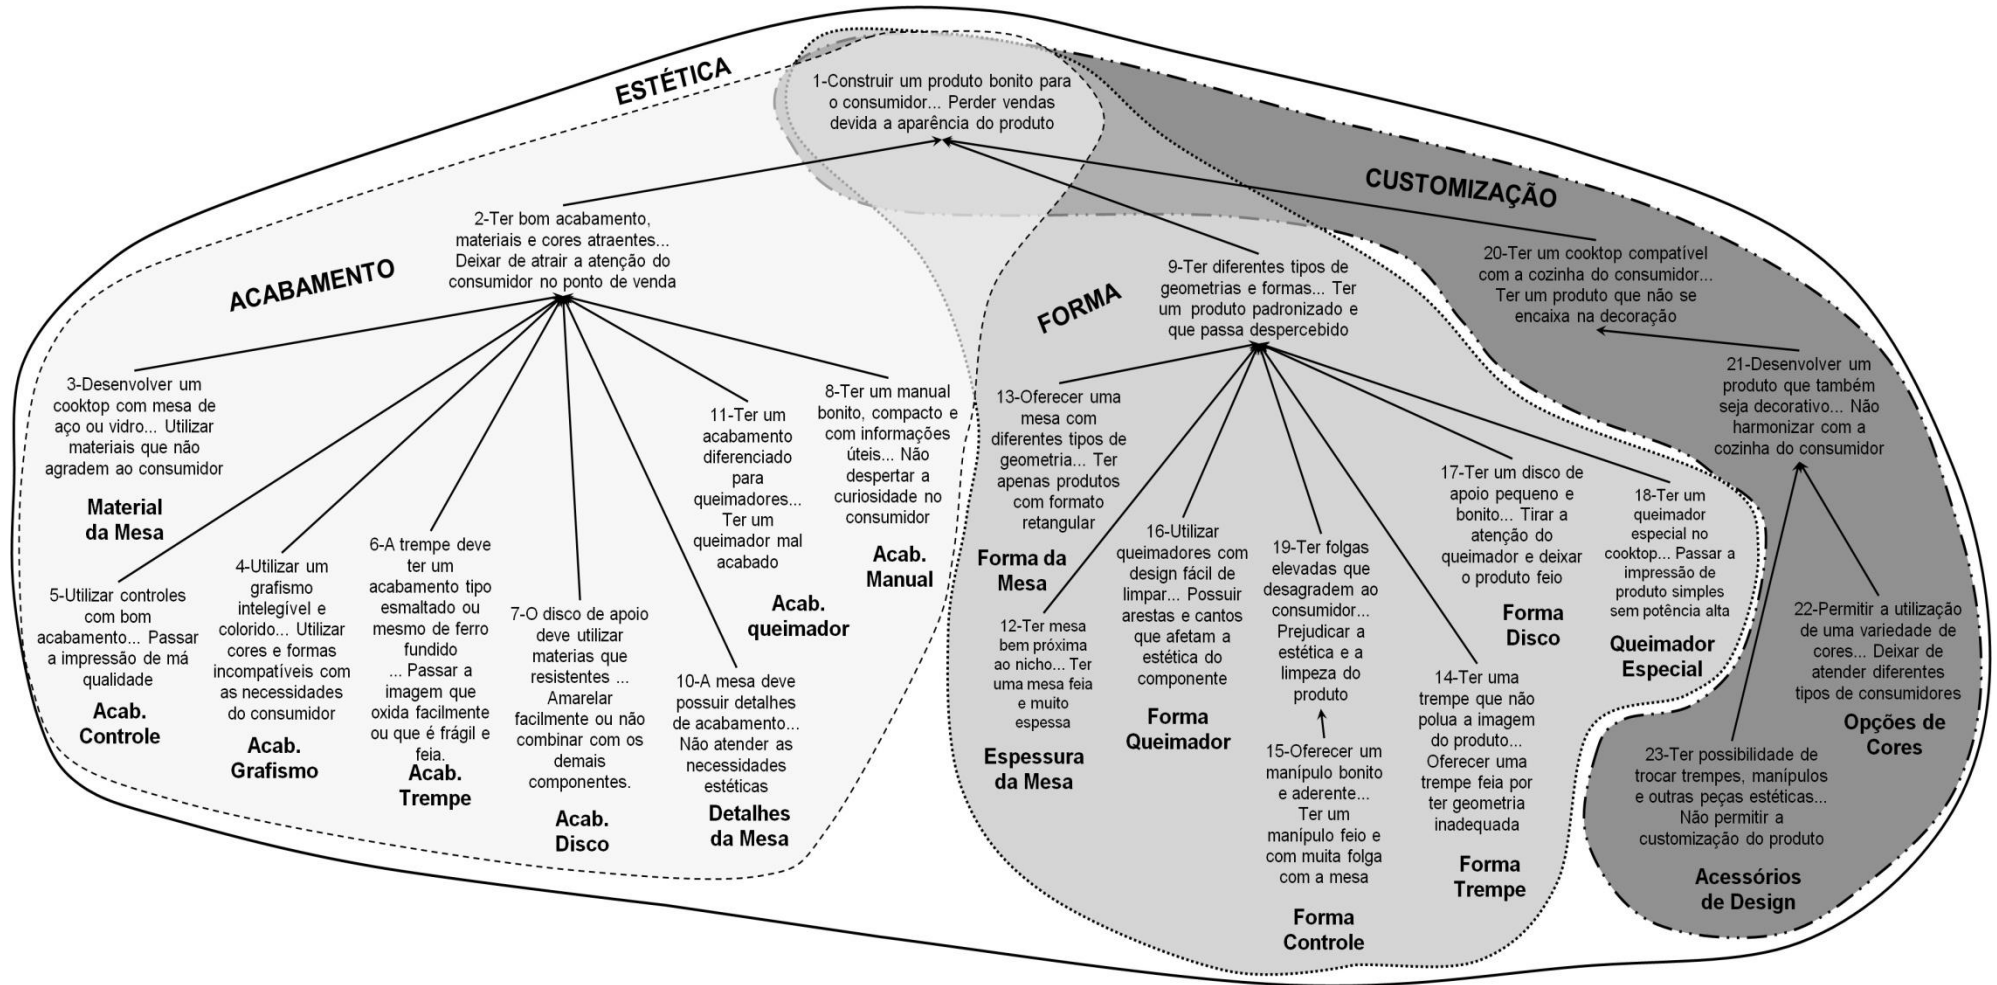 ESTÉTICA
1-Construir um produto bonito para
o consumidor... Perder vendas
devida a aparência do produto
CUSTOMIZAÇÃO
ACABAMENTO
2-Ter bom acabamento,
materiais e cores atraentes...
Deixar de atrair a atenção do
consumidor no ponto de venda
FORMA
9-Ter diferentes tipos de
geometrias e formas... Ter
um produto padronizado e
que passa despercebido
20-Ter um cooktop compatível
com a cozinha do consumidor...
Ter um produto que não se
encaixa na decoração
21-Desenvolver um
produto que também
seja decorativo... Não
harmonizar com a
cozinha do consumidor
3-Desenvolver um
cooktop com mesa de
aço ou vidro... Utilizar
materiais que não
agradem ao consumidor
Material
da Mesa
5-Utilizar controles
com bom
acabamento... Passar
a impressão de má
qualidade
Acab.
Controle
4-Utilizar um
grafismo
intelegível e
colorido... Utilizar
cores e formas
incompatíveis com
as necessidades
do consumidor
Acab.
Grafismo
6-A trempe deve
ter um
acabamento tipo
esmaltado ou
mesmo de ferro
fundido
... Passar a
imagem que
oxida facilmente
ou que é frágil e
feia.
Acab.
Trempe
7-O disco de apoio
deve utilizar
materias que
resistentes ...
Amarelar
facilmente ou não
combinar com os
demais
componentes.
Acab.
Disco
10-A mesa deve
possuir detalhes
de acabamento...
Não atender as
necessidades
estéticas
Detalhes
da Mesa
11-Ter um
acabamento
diferenciado
para
queimadores...
Ter um
queimador mal
acabado
Acab.
queimador
8-Ter um manual
bonito, compacto e
com informações
úteis... Não
despertar a
curiosidade no
consumidor
Acab.
Manual
13-Oferecer uma
mesa com
diferentes tipos de
geometria... Ter
apenas produtos
com formato
retangular
Forma da
Mesa
12-Ter mesa
bem próxima
ao nicho... Ter
uma mesa feia
e muito
espessa
Espessura
da Mesa
16-Utilizar
queimadores com
design fácil de
limpar... Possuir
arestas e cantos
que afetam a
estética do
componente
Forma
Queimador
19-Ter folgas
elevadas que
desagradem ao
consumidor...
Prejudicar a
estética e a
limpeza do
produto
15-Oferecer um
manípulo bonito
e aderente...
Ter um
manípulo feio e
com muita folga
com a mesa
Forma
Controle
14-Ter uma
trempe que não
polua a imagem
do produto...
Oferecer uma
trempe feia por
ter geometria
inadequada
Forma
Trempe
17-Ter um disco de
apoio pequeno e
bonito... Tirar a
atenção do
queimador e deixar
o produto feio
Forma
Disco
18-Ter um
queimador
especial no
cooktop... Passar a
impressão de
produto simples
sem potência alta
Queimador
Especial
22-Permitir a utilização
de uma variedade de
cores... Deixar de
atender diferentes
tipos de consumidores
Opções de
Cores
23-Ter possibilidade de
trocar trempes, manípulos
e outras peças estéticas...
Não permitir a
customização do produto
Acessórios
de Design